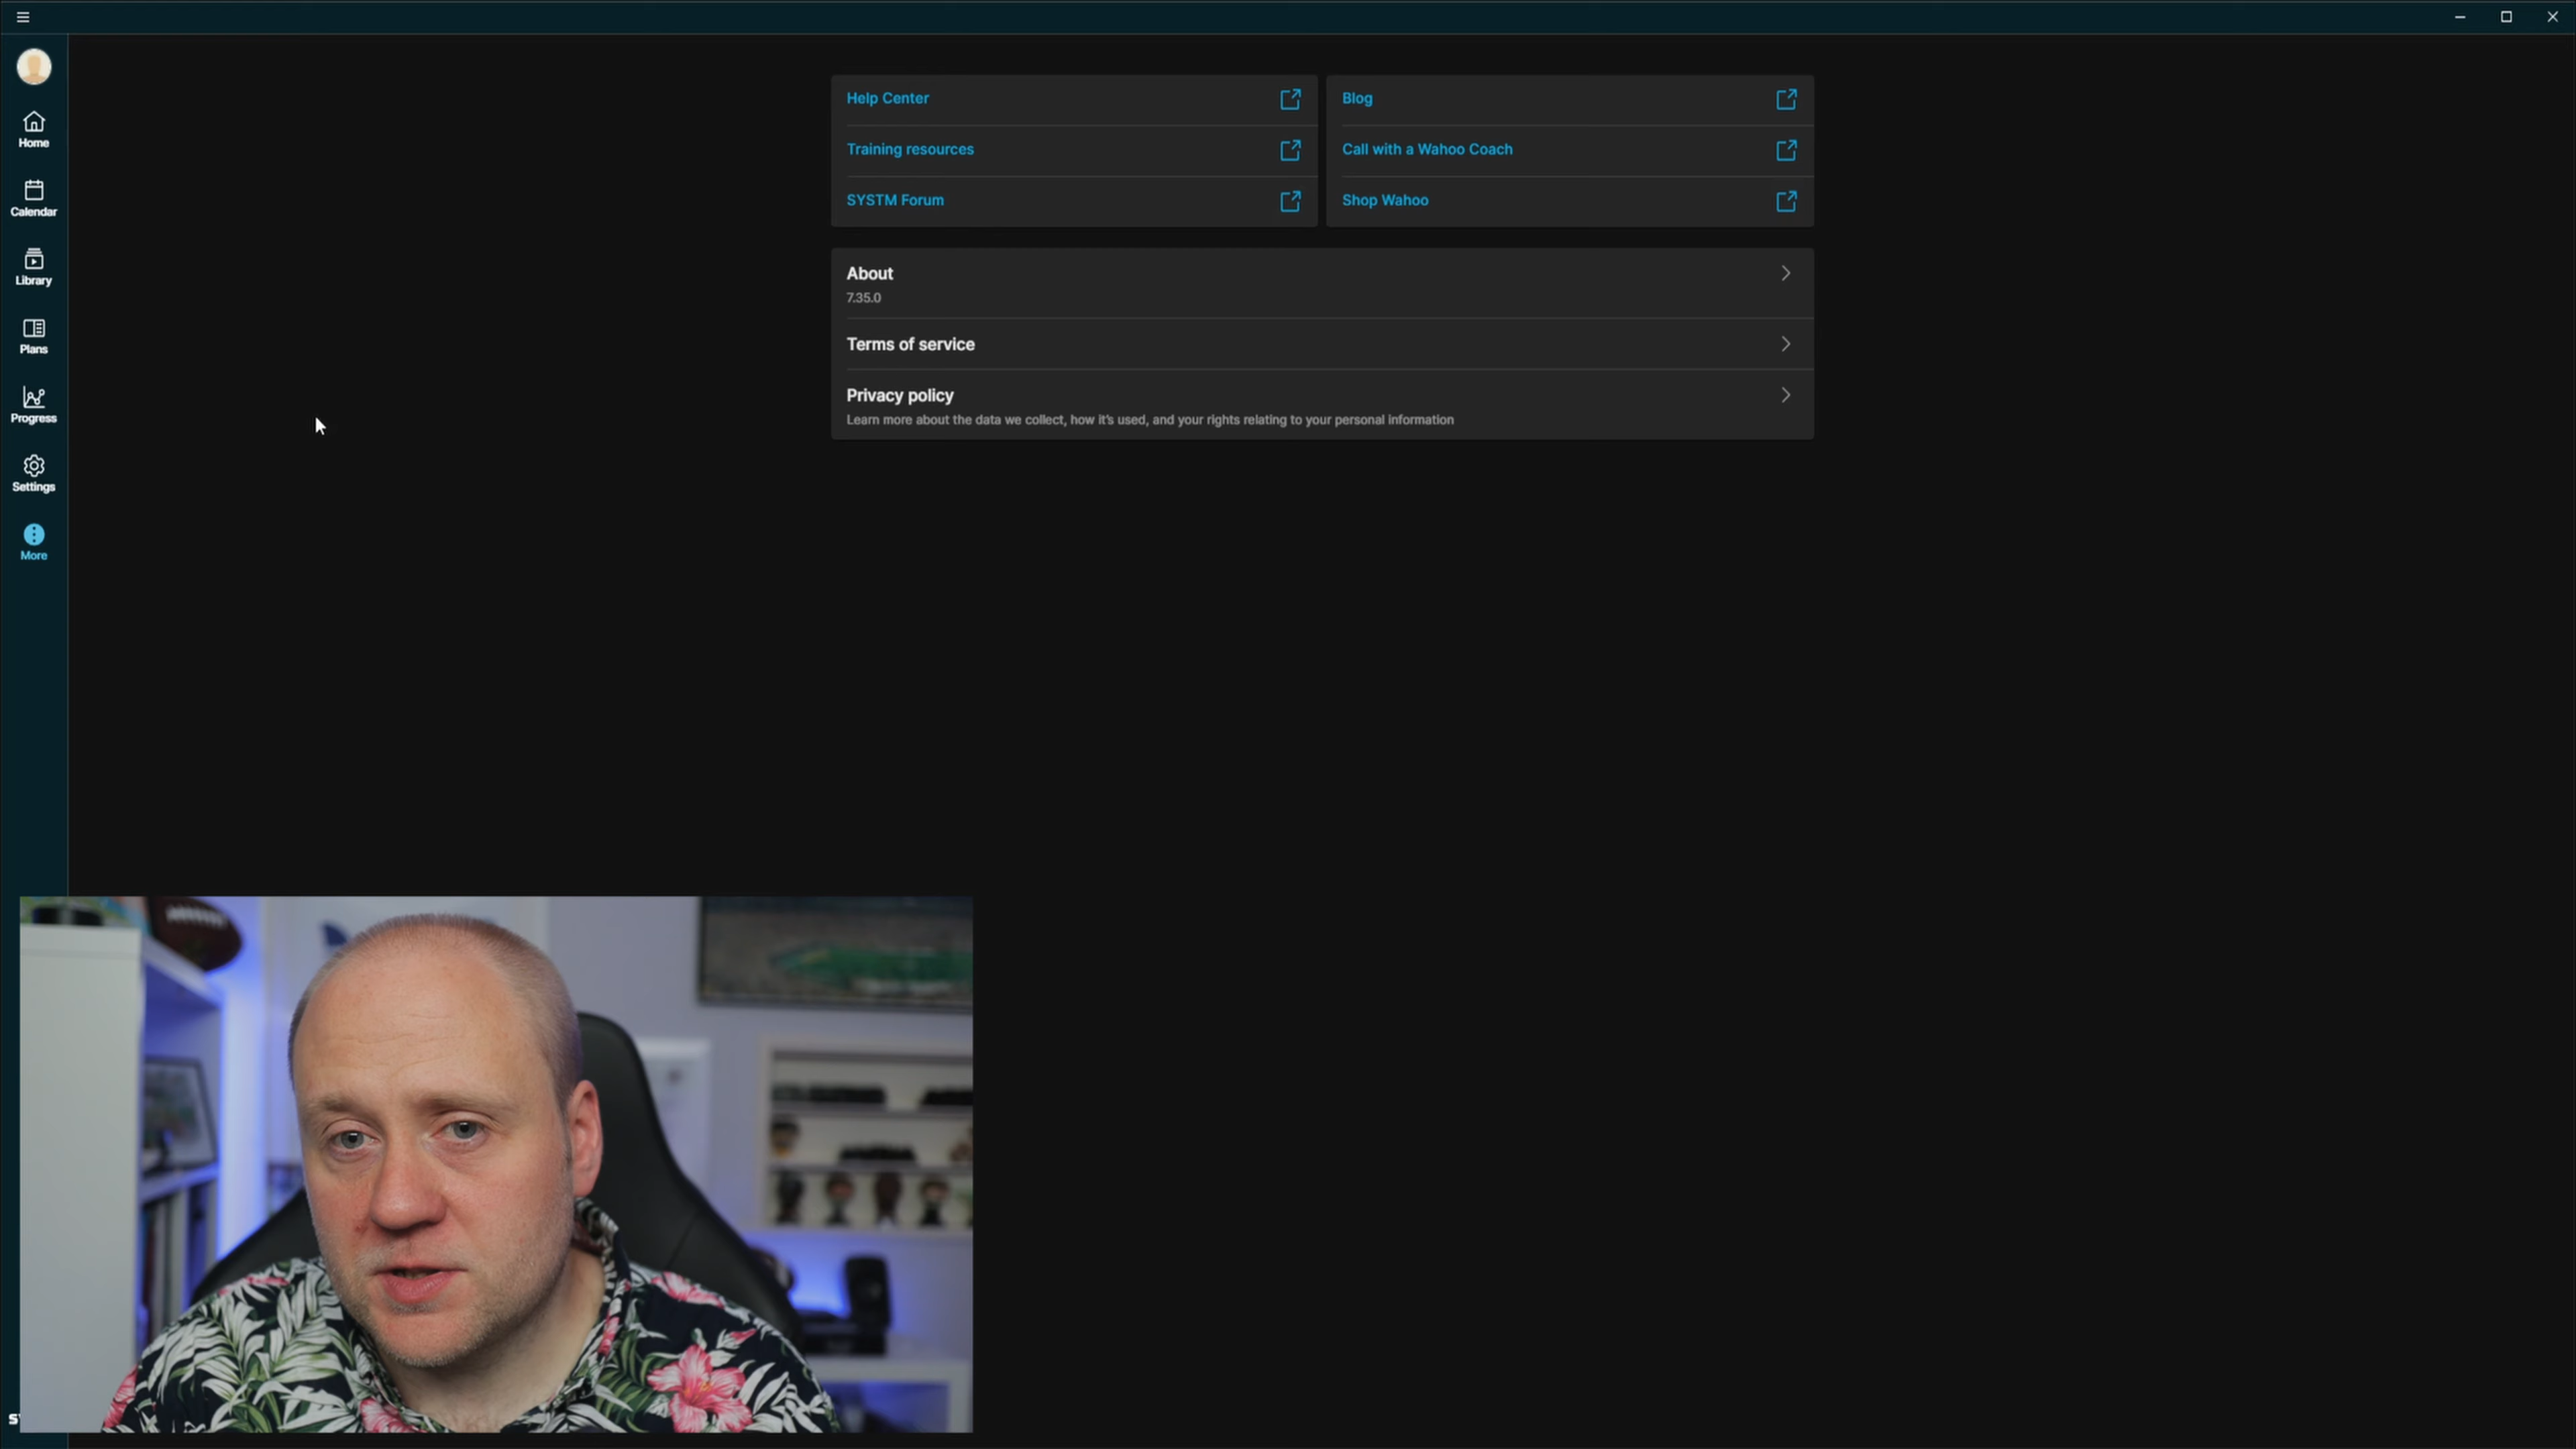 Home
Calendar
Library
Plans
Progress
Settings
More
Help Center
Training resources
SYSTM Forum
Blog
Call with a Wahoo Coach
Shop Wahoo
About
7.35.0
Terms of service
Privacy policy
Learn more about the data we collect, how it's used, and your rights relating to your personal information